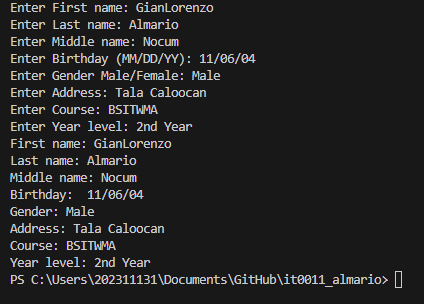 Enter First name: GianLorenzo
Enter Last name: Almario
Enter Middle name: Nocum
Enter Birthday (MM/DD/YY): 11/06/04
Enter Gender Male/Female: Male
Enter Address: Tala Caloocan
Enter Course: BSITWMA
Enter Year level: 2nd Year
First name: GianLorenzo
Last name: Almario
Middle name: Nocum
Birthday:  11/06/04
Gender: Male
Address: Tala Caloocan
Course: BSITWMA
Year level: 2nd Year
PS C:\Users\202311131\Documents\GitHub\it0011_almario>